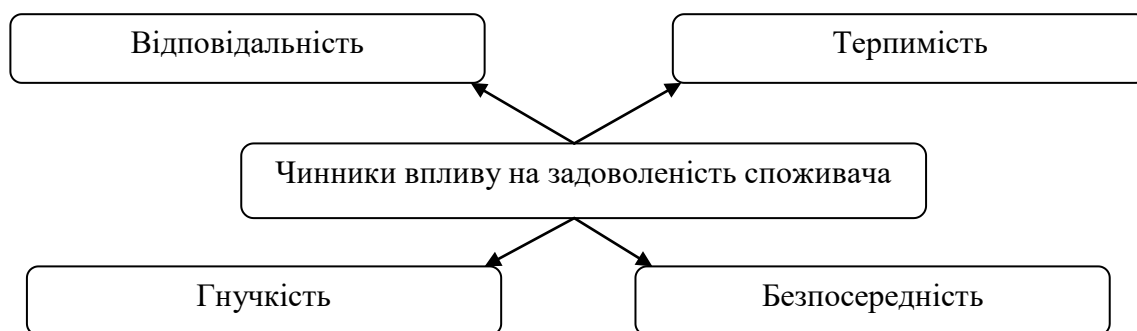 Відповідальність
Терпимість
Чинники впливу на задоволеність споживача
Гнучкість
Безпосередність